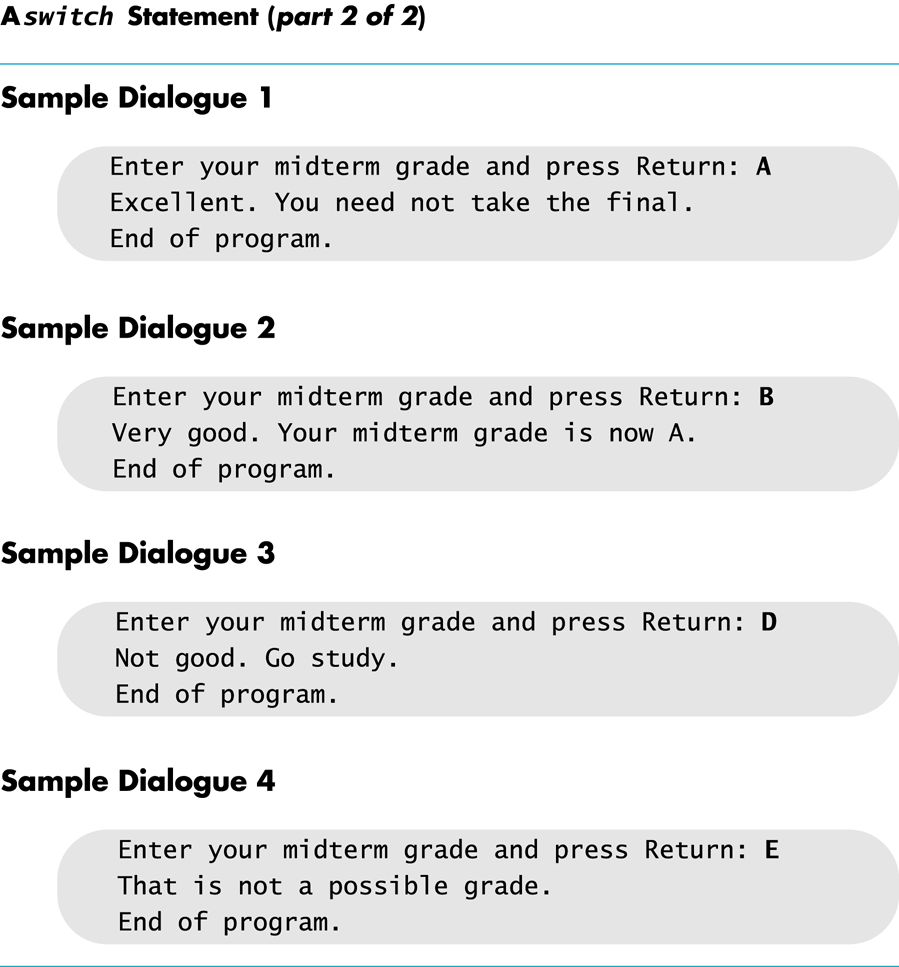 A switch Statement (part 2 of 2)
Sample Dialogue 1
Enter your midterm grade and press Return: A
Excellent. You need not take the final.
End of program.
Sample Dialogue 2
Enter your midterm grade and press Return: B
Very good. Your midterm grade is now A.
End of program.
Sample Dialogue 3
Enter your midterm grade and press Return: D
Not good. Go study.
End of program.
Sample Dialogue 4
Enter your midterm grade and press Return: E
That is not a possible grade.
End of program.